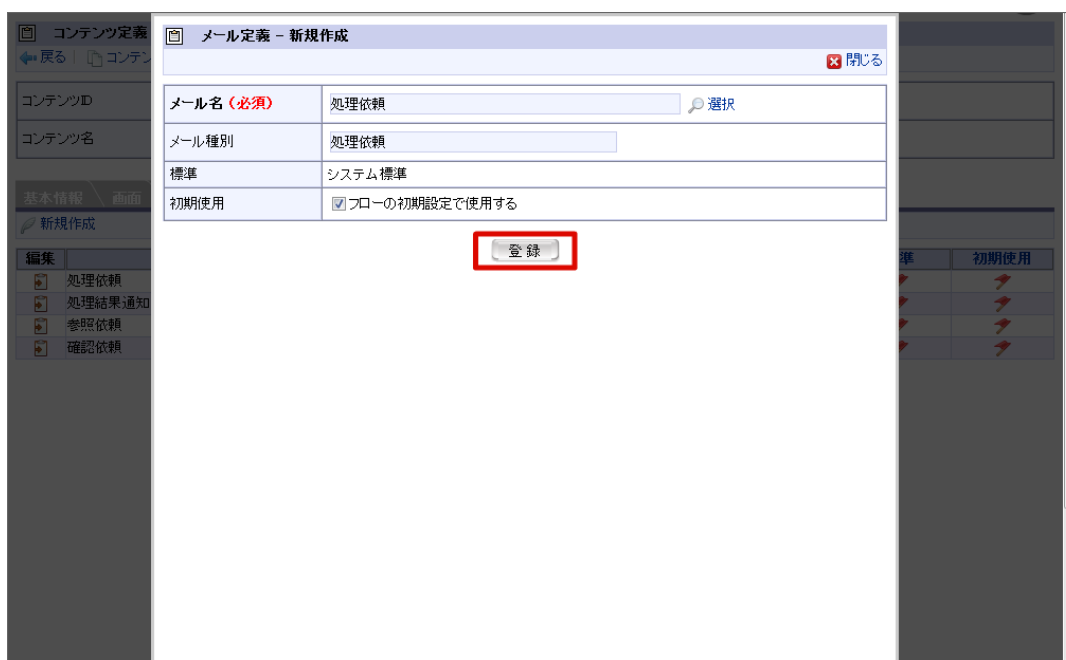 コンテンツ定義
戻る コンテン
コンテンツID
コンテンツ名
基本情報 画面
新規作成
編集
処理依頼
処理結果通知
参照依頼
確認依頼
メール定義 - 新規作成
閉じる
メール名（必須） 処理依頼 選択
メール種別 処理依頼
標準 システム標準
初期使用 フローの初期設定で使用する
登録
準 初期使用